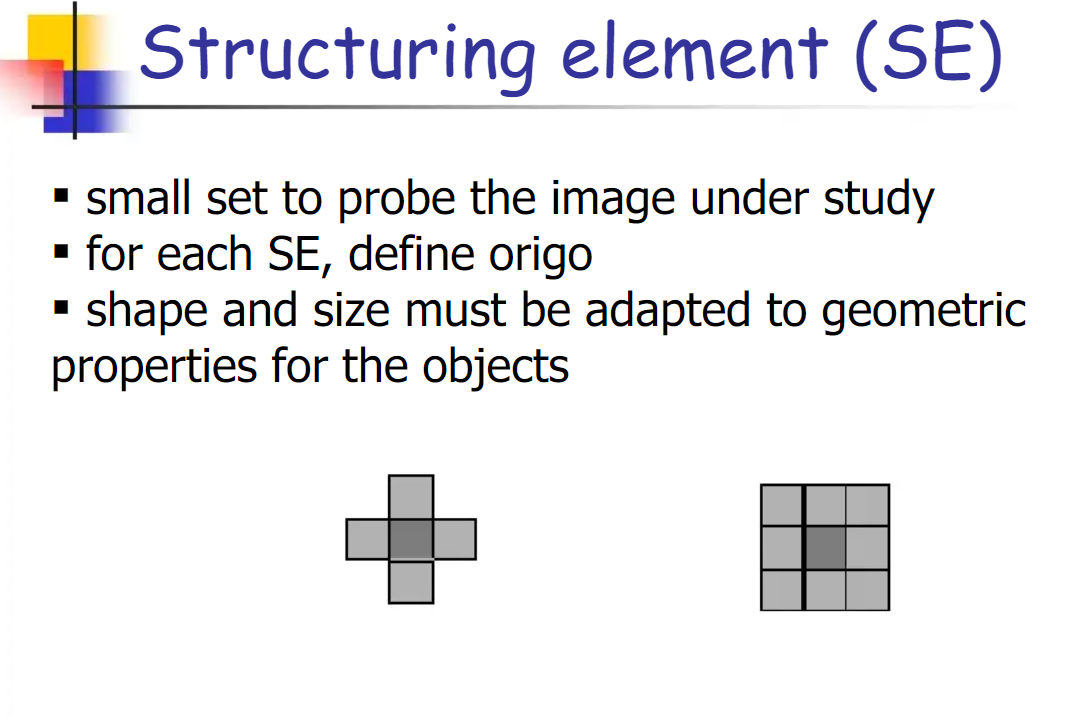 Structuring element (SE)
▪ small set to probe the image under study
▪ for each SE, define origo
▪ shape and size must be adapted to geometric
properties for the objects